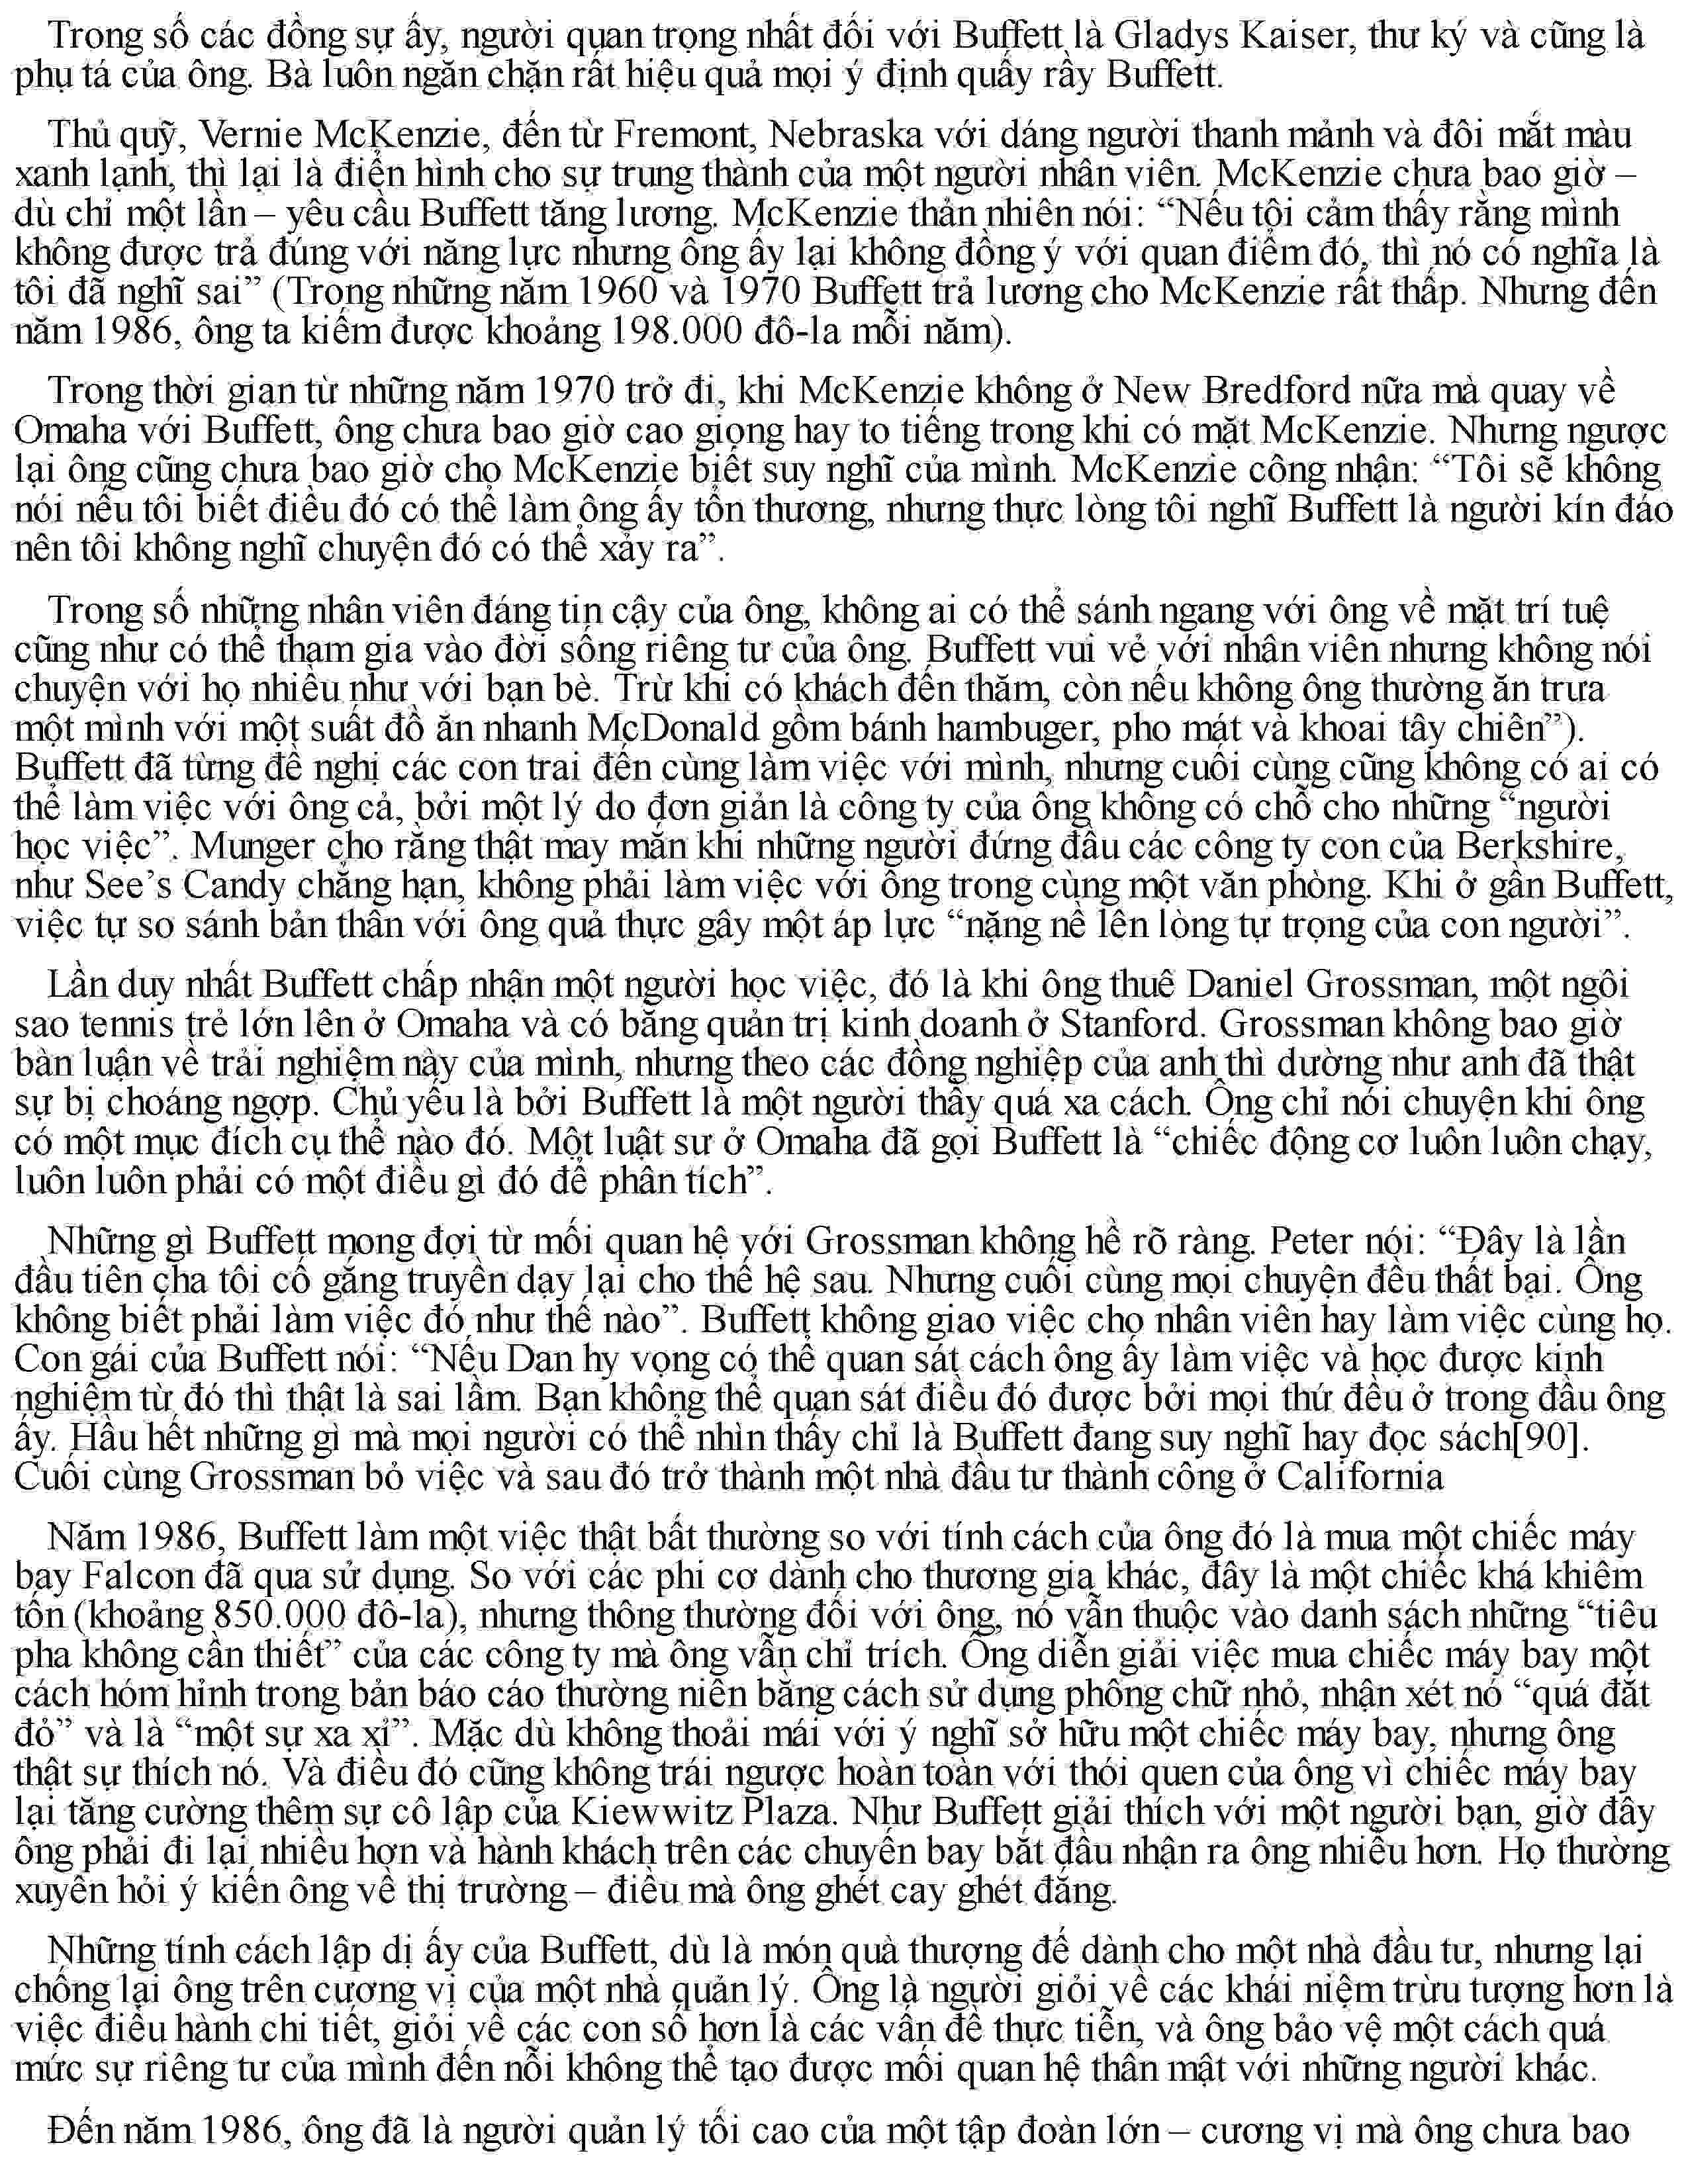 Trong số các đồng sự ấy, người quan trọng nhất đối với Buffett là Gladys Kaiser, thư ký và cũng là
phụ tá của ông. Bà luôn ngăn chặn rất hiệu quả mọi ý định quấy rầy Buffett.
Thủ quỹ, Vernie McKenzie, đến từ Fremont, Nebraska với dáng người thanh mảnh và đôi mắt màu
xanh lạnh, thì lại là điển hình cho sự trung thành của một người nhân viên. McKenzie chưa bao giờ –
dù chỉ một lần – yêu cầu Buffett tăng lương. McKenzie thản nhiên nói: “Nếu tôi cảm thấy rằng mình
không được trả đúng với năng lực nhưng ông ấy lại không đồng ý với quan điểm đó, thì nó có nghĩa là
tôi đã nghĩ sai” (Trong những năm 1960 và 1970 Buffett trả lương cho McKenzie rất thấp. Nhưng đến
năm 1986, ông ta kiếm được khoảng 198.000 đô-la mỗi năm).
Trong thời gian từ những năm 1970 trở đi, khi McKenzie không ở New Bredford nữa mà quay về
Omaha với Buffett, ông chưa bao giờ cao giọng hay to tiếng trong khi có mặt McKenzie. Nhưng ngược
lại ông cũng chưa bao giờ cho McKenzie biết suy nghĩ của mình. McKenzie công nhận: “Tôi sẽ không
nói nếu tôi biết điều đó có thể làm ông ấy tổn thương, nhưng thực lòng tôi nghĩ Buffett là người kín đáo
nên tôi không nghĩ chuyện đó có thể xảy ra”.
Trong số những nhân viên đáng tin cậy của ông, không ai có thể sánh ngang với ông về mặt trí tuệ
cũng như có thể tham gia vào đời sống riêng tư của ông. Buffett vui vẻ với nhân viên nhưng không nói
chuyện với họ nhiều như với bạn bè. Trừ khi có khách đến thăm, còn nếu không ông thường ăn trưa
một mình với một suất đồ ăn nhanh McDonald gồm bánh hambuger, pho mát và khoai tây chiên”).
Buffett đã từng đề nghị các con trai đến cùng làm việc với mình, nhưng cuối cùng cũng không có ai có
thể làm việc với ông cả, bởi một lý do đơn giản là công ty của ông không có chỗ cho những “người
học việc”. Munger cho rằng thật may mắn khi những người đứng đầu các công ty con của Berkshire,
như See’s Candy chẳng hạn, không phải làm việc với ông trong cùng một văn phòng. Khi ở gần Buffett,
việc tự so sánh bản thân với ông quả thực gây một áp lực “nặng nề lên lòng tự trọng của con người”.
Lần duy nhất Buffett chấp nhận một người học việc, đó là khi ông thuê Daniel Grossman, một ngôi
sao tennis trẻ lớn lên ở Omaha và có bằng quản trị kinh doanh ở Stanford. Grossman không bao giờ
bàn luận về trải nghiệm này của mình, nhưng theo các đồng nghiệp của anh thì dường như anh đã thật
sự bị choáng ngợp. Chủ yếu là bởi Buffett là một người thầy quá xa cách. Ông chỉ nói chuyện khi ông
có một mục đích cụ thể nào đó. Một luật sư ở Omaha đã gọi Buffett là “chiếc động cơ luôn luôn chạy,
luôn luôn phải có một điều gì đó để phân tích”.
Những gì Buffett mong đợi từ mối quan hệ với Grossman không hề rõ ràng. Peter nói: “Đây là lần
đầu tiên cha tôi cố gắng truyền dạy lại cho thế hệ sau. Nhưng cuối cùng mọi chuyện đều thất bại. Ông
không biết phải làm việc đó như thế nào”. Buffett không giao việc cho nhân viên hay làm việc cùng họ.
Con gái của Buffett nói: “Nếu Dan hy vọng có thể quan sát cách ông ấy làm việc và học được kinh
nghiệm từ đó thì thật là sai lầm. Bạn không thể quan sát điều đó được bởi mọi thứ đều ở trong đầu ông
ấy. Hầu hết những gì mà mọi người có thể nhìn thấy chỉ là Buffett đang suy nghĩ hay đọc sách[90].
Cuối cùng Grossman bỏ việc và sau đó trở thành một nhà đầu tư thành công ở California
Năm 1986, Buffett làm một việc thật bất thường so với tính cách của ông đó là mua một chiếc máy
bay Falcon đã qua sử dụng. So với các phi cơ dành cho thương gia khác, đây là một chiếc khá khiêm
tốn (khoảng 850.000 đô-la), nhưng thông thường đối với ông, nó vẫn thuộc vào danh sách những “tiêu
pha không cần thiết” của các công ty mà ông vẫn chỉ trích. Ông diễn giải việc mua chiếc máy bay một
cách hóm hỉnh trong bản báo cáo thường niên bằng cách sử dụng phông chữ nhỏ, nhận xét nó “quá đắt
đỏ” và là “một sự xa xỉ”. Mặc dù không thoải mái với ý nghĩ sở hữu một chiếc máy bay, nhưng ông
thật sự thích nó. Và điều đó cũng không trái ngược hoàn toàn với thói quen của ông vì chiếc máy bay
lại tăng cường thêm sự cô lập của Kiewwitz Plaza. Như Buffett giải thích với một người bạn, giờ đây
ông phải đi lại nhiều hơn và hành khách trên các chuyến bay bắt đầu nhận ra ông nhiều hơn. Họ thường
xuyên hỏi ý kiến ông về thị trường – điều mà ông ghét cay ghét đắng.
Những tính cách lập dị ấy của Buffett, dù là món quà thượng đế dành cho một nhà đầu tư, nhưng lại
chống lại ông trên cương vị của một nhà quản lý. Ông là người giỏi về các khái niệm trừu tượng hơn là
việc điều hành chi tiết, giỏi về các con số hơn là các vấn đề thực tiễn, và ông bảo vệ một cách quá
mức sự riêng tư của mình đến nỗi không thể tạo được mối quan hệ thân mật với những người khác.
Đến năm 1986, ông đã là người quản lý tối cao của một tập đoàn lớn – cương vị mà ông chưa bao